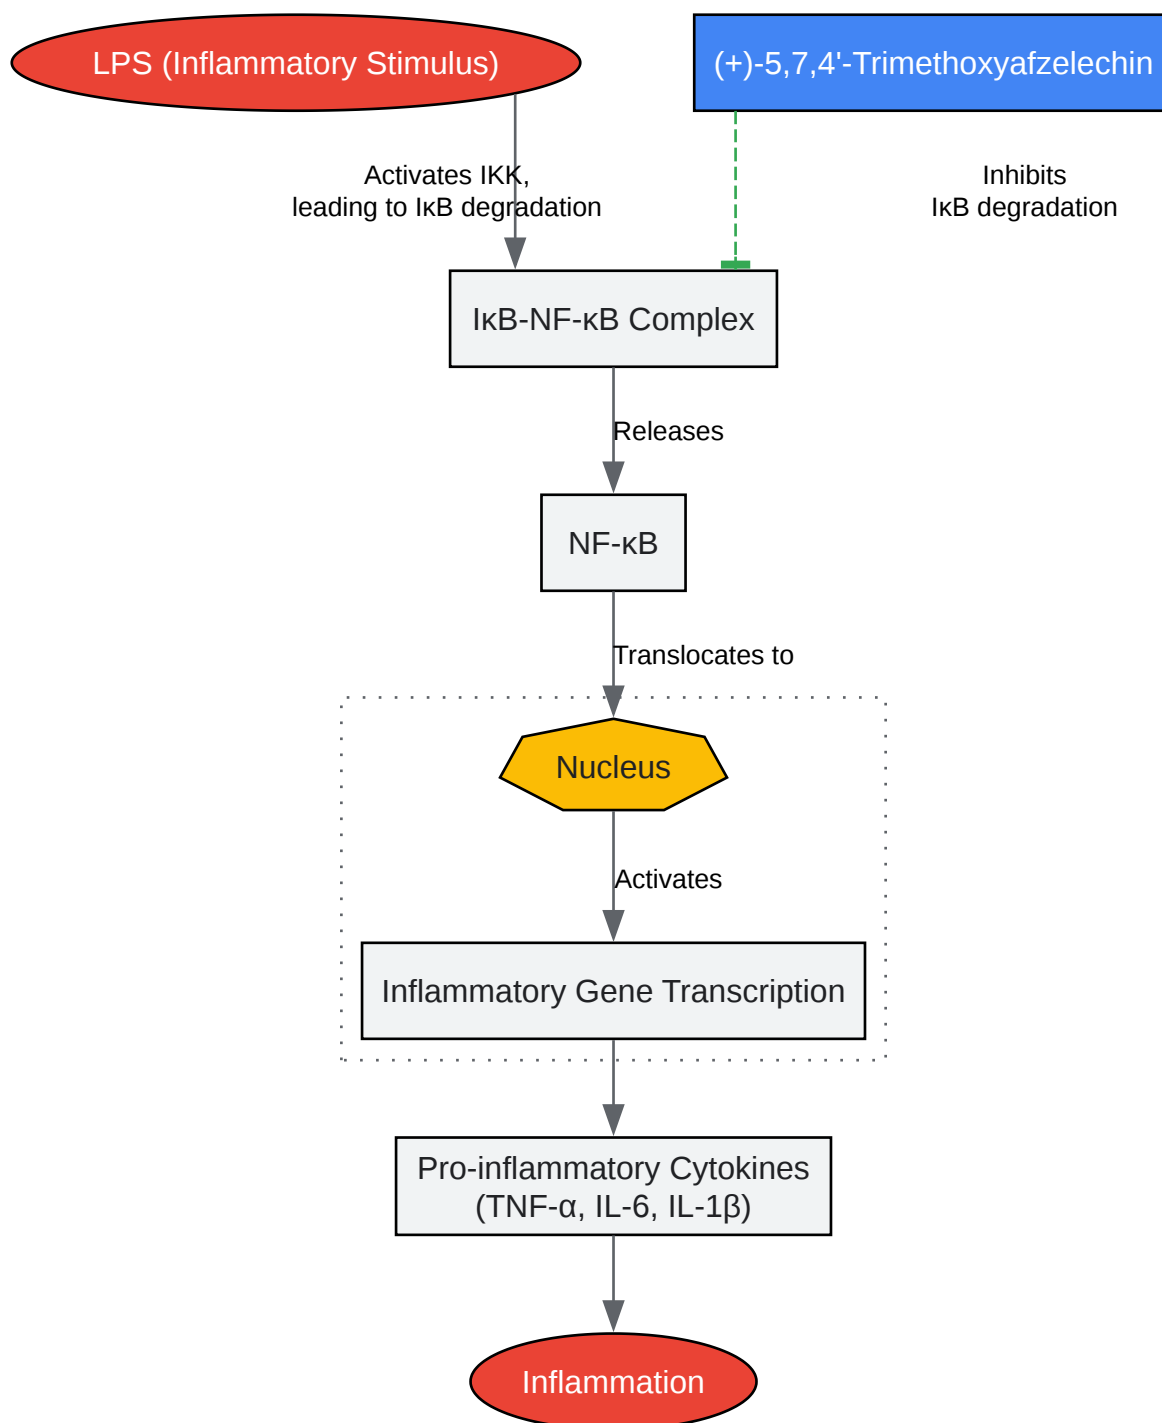 LPS (Inflammatory Stimulus)
(+)-5,7,4'-Trimethoxyafzelechin
Activates IKK,
leading to IκB degradation
Inhibits
IκB degradation
IκB-NF-κB Complex
Releases
NF-κB
Translocates to
Nucleus
Activates
Inflammatory Gene Transcription
Pro-inflammatory Cytokines
(TNF-α, IL-6, IL-1β)
Inflammation